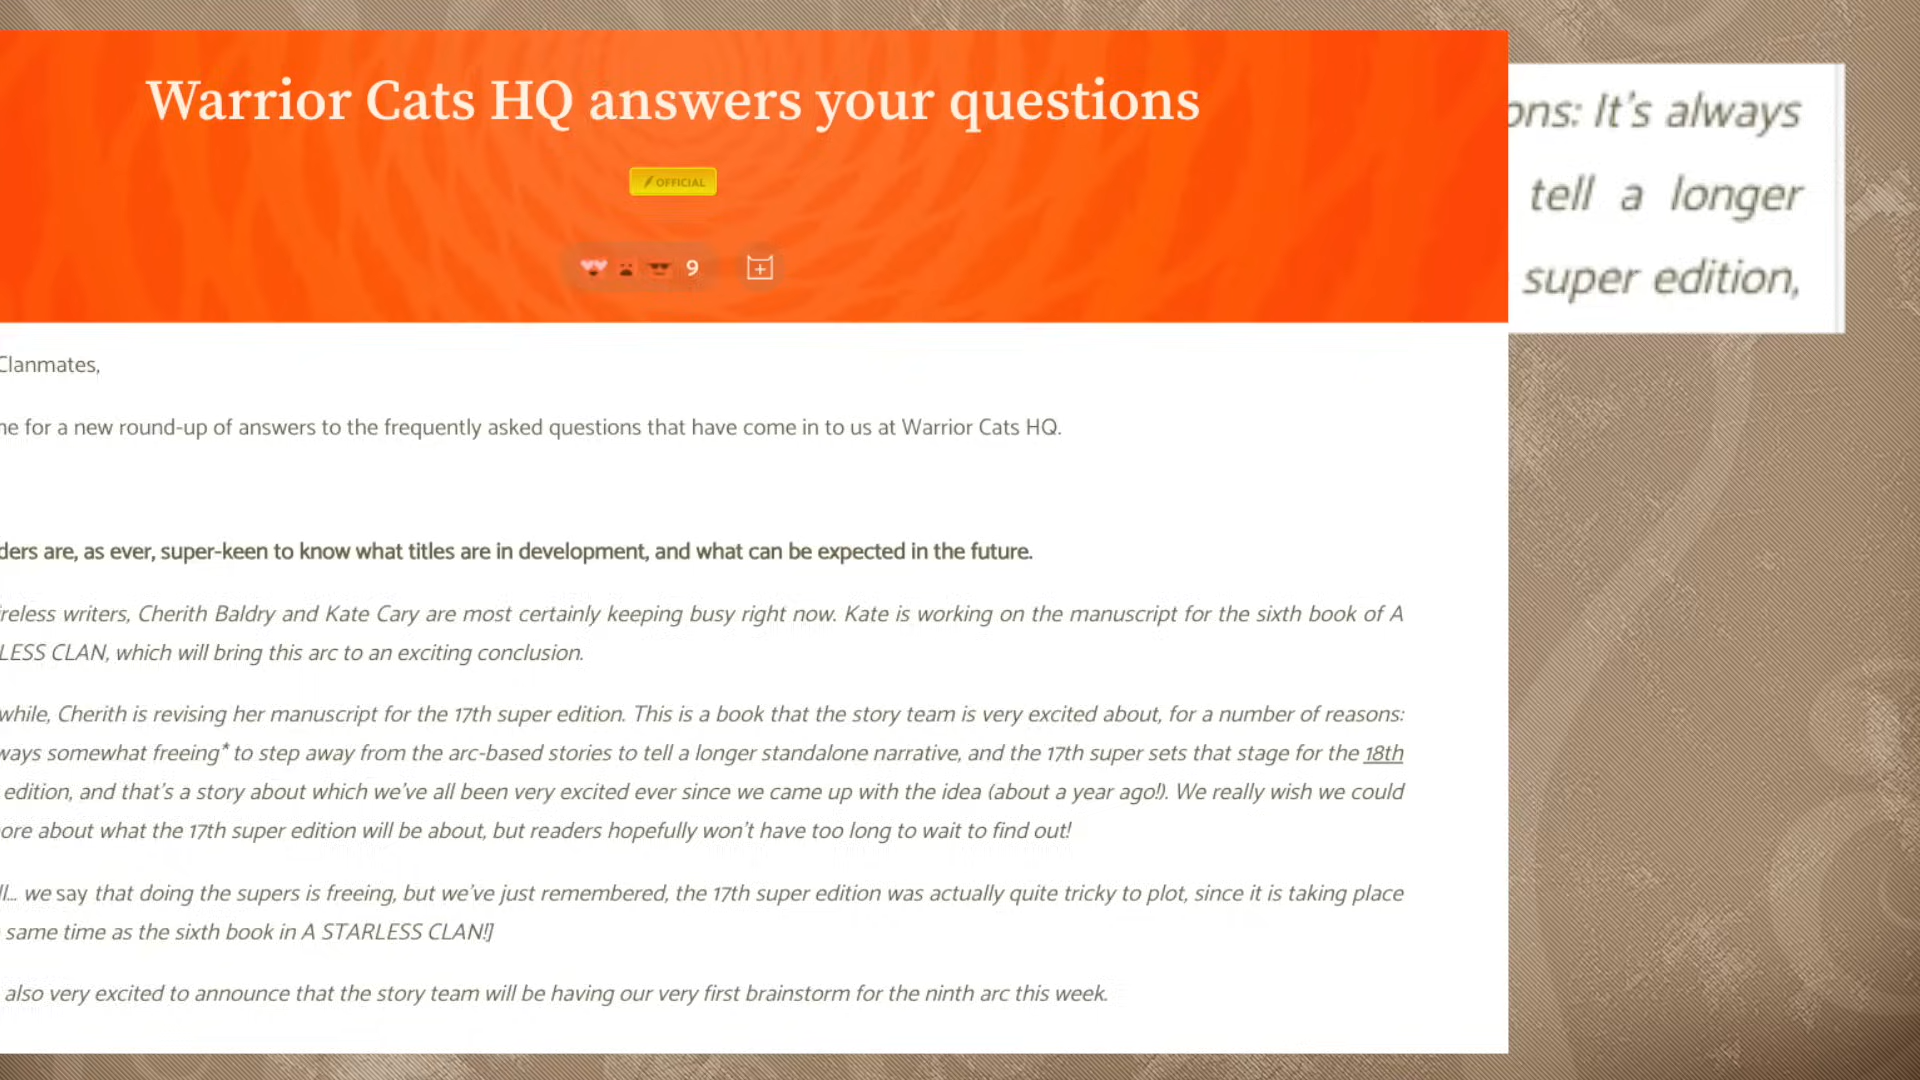 Warrior Cats HQ answers your questions
OFFICIAL
9
Clanmates,
for a new round-up of answers to the frequently asked questions that have come in to us at Warrior Cats HQ.
are, as ever, super-keen to know what titles are in development, and what can be expected in the future.
writers, Cherith Baldry and Kate Cary are most certainly keeping busy right now. Kate is working on the manuscript for the sixth book of A
LESS CLAN, which will bring this arc to an exciting conclusion.
while, Cherith is revising her manuscript for the 17th super edition. This is a book that the story team is very excited about, for a number of reasons:
ways somewhat freeing* to step away from the arc-based stories to tell a longer standalone narrative, and the 17th super sets that stage for the 18th
edition, and that's a story about which we've all been very excited ever since we came up with the idea (about a year ago!). We really wish we could
ore about what the 17th super edition will be about, but readers hopefully won't have too long to wait to find out!
ll... we say that doing the supers is freeing, but we've just remembered, the 17th super edition was actually quite tricky to plot, since it is taking place
same time as the sixth book in A STARLESS CLAN!]
also very excited to announce that the story team will be having our very first brainstorm for the ninth arc this week.
ons: It's always
tell a longer
super edition,